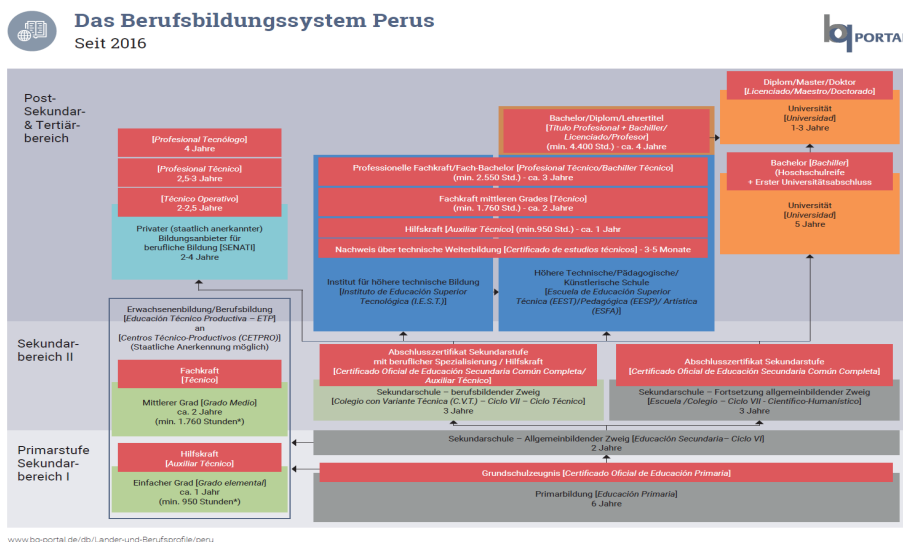 Das Berufsbildungssystem Perus
Seit 2016
bq PORTAL
Post-
Sekundar-
& Tertiär-
bereich
[Profesional Tecnólogo]
4 Jahre
[Profesional Técnico]
2,5-3 Jahre
[Técnico Operativo]
2-2,5 Jahre
Privater (staatlich anerkannter)
Bildungsanbieter für
berufliche Bildung [SENATI]
2-4 Jahre
Bachelor/Diplom/Lehrertitel
[Titulo Profesional + Bachiller/
Licenciado/Profesor]
(min. 4.400 Std.) - ca. 4 Jahre
Professionelle Fachkraft/Fach-Bachelor [Profesional Técnico/Bachiller Técnico]
(min. 2.550 Std.) - ca. 3 Jahre
Fachkraft mittleren Grades [Técnico]
(min. 1.760 Std.) - ca. 2 Jahre
Hilfskraft [Auxiliar Técnico] (min.950 Std.) - ca. 1 Jahr
Nachweis über technische Weiterbildung [Certificado de estudios técnicos] - 3-5 Monate
Institut für höhere technische Bildung
[Instituto de Educación Superior
Tecnológica (I.E.S.T.)]
Höhere Technische/Pädagogische/
Künstlerische Schule
[Escuela de Educación Superior
Técnica (EEST)/Pedagógica (EESP)/ Artística
(ESFA)]
Diplom/Master/Doktor
[Licenciado/Maestro/Doctorado]
Universität
[Universidad]
1-3 Jahre
Bachelor [Bachiller]
(Hoschschulreife
+ Erster Universitätsabschluss
Universität
[Universidad]
5 Jahre
Erwachsenenbildung/Berufsbildung
[Educación Técnico Productiva – ETP]
an
[Centros Técnico-Productivos (CETPRO)]
(Staatliche Anerkennung möglich)
Sekundar-
bereich II
Fachkraft
[Técnico]
Mittlerer Grad [Grado Medio]
ca. 2 Jahre
(min. 1.760 Stunden*)
Abschlusszertifikat Sekundarstufe
mit beruflicher Spezialisierung / Hilfskraft
[Certificado Oficial de Educación Secundaria Común Completa/
Auxiliar Técnico]
Sekundarschule – berufsbildender Zweig
[Colegio con Variante Técnica (C.V.T.) – Ciclo VII – Ciclo Técnico]
3 Jahre
Abschlusszertifikat Sekundarstufe
[Certificado Oficial de Educación Secundaria Común Completa]
Sekundarschule – Fortsetzung allgemeinbildender Zweig
[Escuela /Colegio – Ciclo VII - Cientifico-Humanístico]
3 Jahre
Primarstufe
Sekundar-
bereich I
Hilfskraft
[Auxiliar Técnico]
Einfacher Grad [Grado elemental]
ca. 1 Jahr
(min. 950 Stunden*)
Sekundarschule – Allgemeinbildender Zweig [Educación Secundaria– Ciclo VI]
2 Jahre
Grundschulzeugnis [Certificado Oficial de Educación Primaria]
Primarbildung [Educación Primaria]
6 Jahre
www.bq-portal.de/db/Länder-und-Berufsprofile/peru